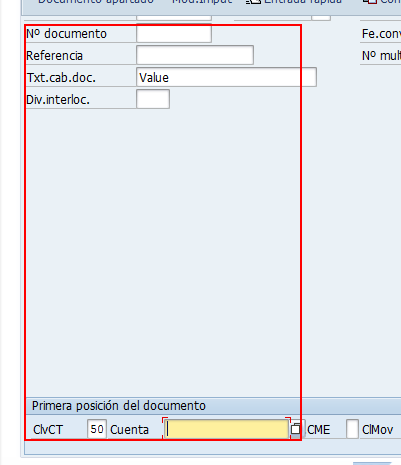 Documento aparcado Mod.imput Entrada rápida
Nº documento Fe.conv
Referencia Nº mult
Txt.cab.doc. Value
Div.interloc.
Primera posición del documento
ClvCT 50 Cuenta CME ClMov